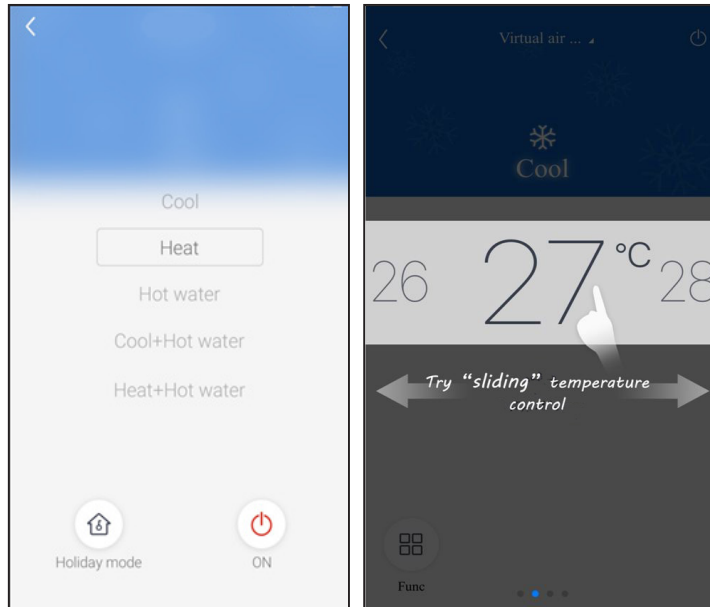 Cool
Heat
Hot water
Cool+Hot water
Heat+Hot water
Holiday mode
ON
Virtual air ...
Cool
26 27°C 28
Try “sliding” temperature
control
Func